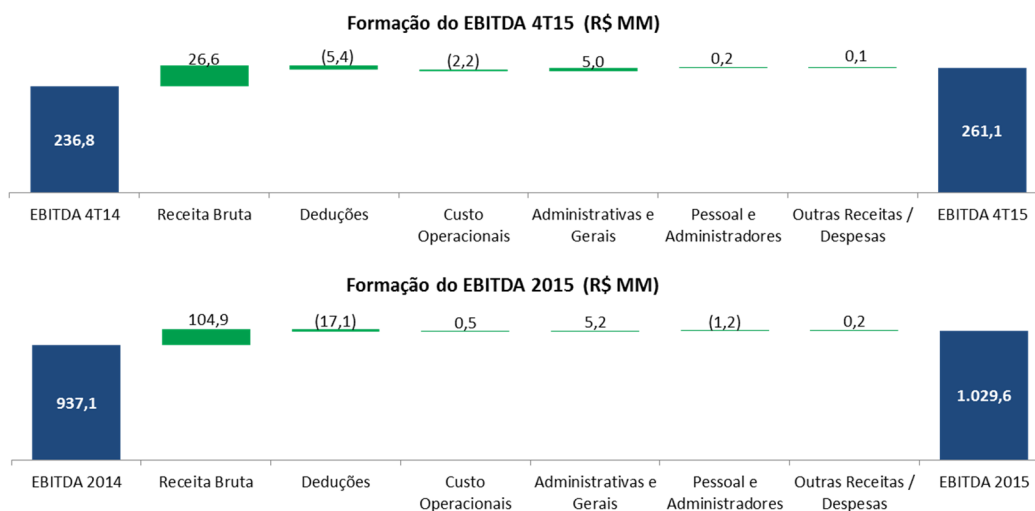 Formação do EBITDA 4T15 (R$ MM)
26,6
(5,4)
(2,2)
5,0
0,2
0,1
236,8
261,1
EBITDA 4T14
Receita Bruta
Deduções
Custo
Operacionais
Administrativas e
Gerais
Pessoal e
Administradores
Outras Receitas /
Despesas
EBITDA 4T15
Formação do EBITDA 2015 (R$ MM)
104,9
(17,1)
0,5
5,2
(1,2)
0,2
937,1
1.029,6
EBITDA 2014
Receita Bruta
Deduções
Custo
Operacionais
Administrativas e
Gerais
Pessoal e
Administradores
Outras Receitas /
Despesas
EBITDA 2015